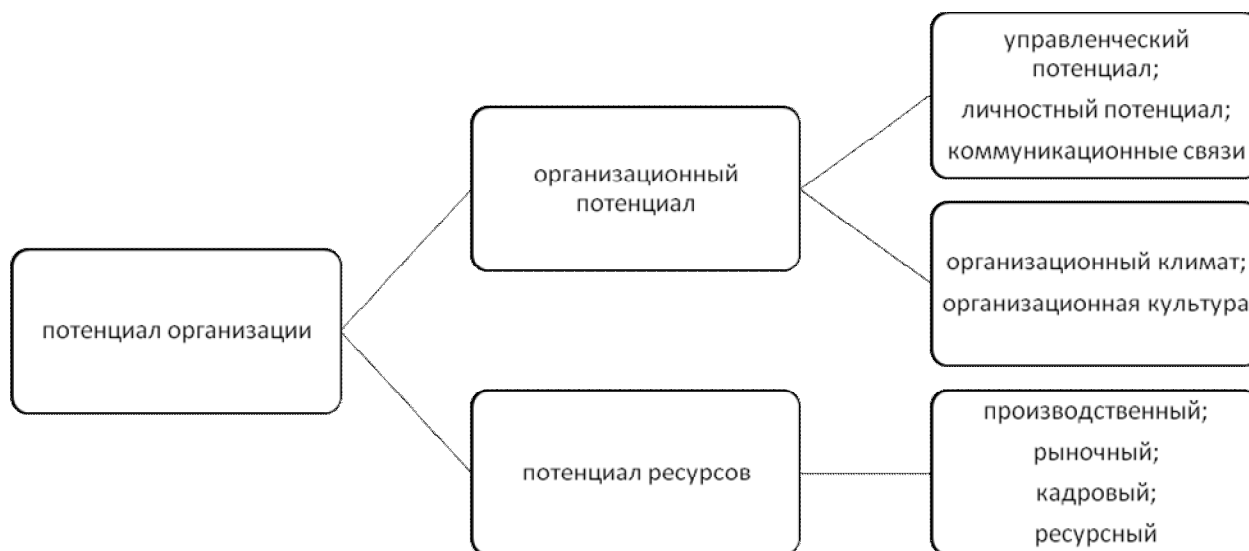 управленческий
потенциал;
личностный потенциал;
коммуникационные связи
организационный
потенциал
организационный климат;
организационная культура
потенциал организации
производственный;
рыночный;
кадровый;
ресурсный
потенциал ресурсов